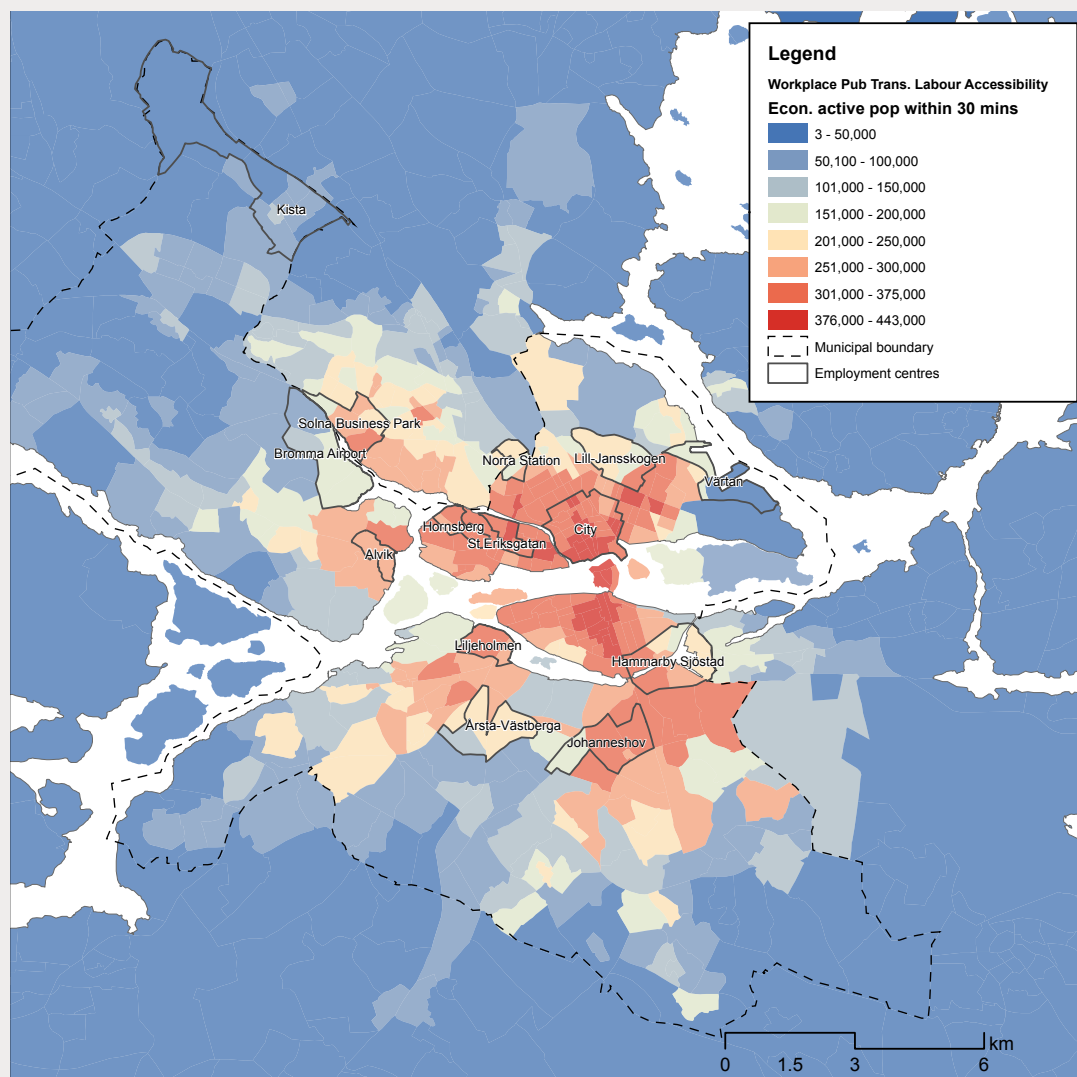 Legend
Workplace Pub Trans. Labour Accessibility
Econ. active pop within 30 mins
3 - 50,000
50,100 - 100,000
101,000 - 150,000
151,000 - 200,000
201,000 - 250,000
251,000 - 300,000
301,000 - 375,000
376,000 - 443,000
Municipal boundary
Employment centres
Kista
Solna Business Park
Bromma Airport
Norra Station
Lill-Jansskogen
Värtan
Hornsberg
St Eriksgatan
City
Alvik
Liljeholmen
Hammarby Sjöstad
Årsta-Västberga
Johanneshov
km
0 1.5 3 6